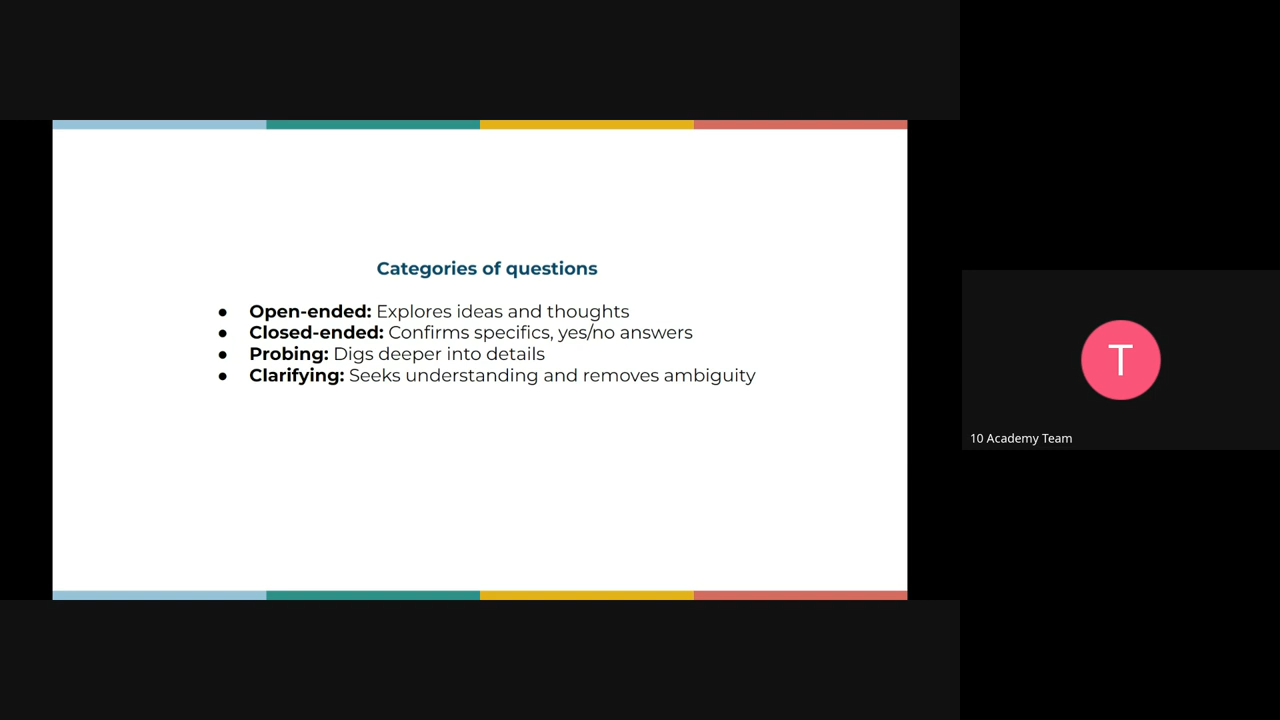 Categories of questions
● Open-ended: Explores ideas and thoughts
● Closed-ended: Confirms specifics, yes/no answers
● Probing: Digs deeper into details
● Clarifying: Seeks understanding and removes ambiguity
T
10 Academy Team